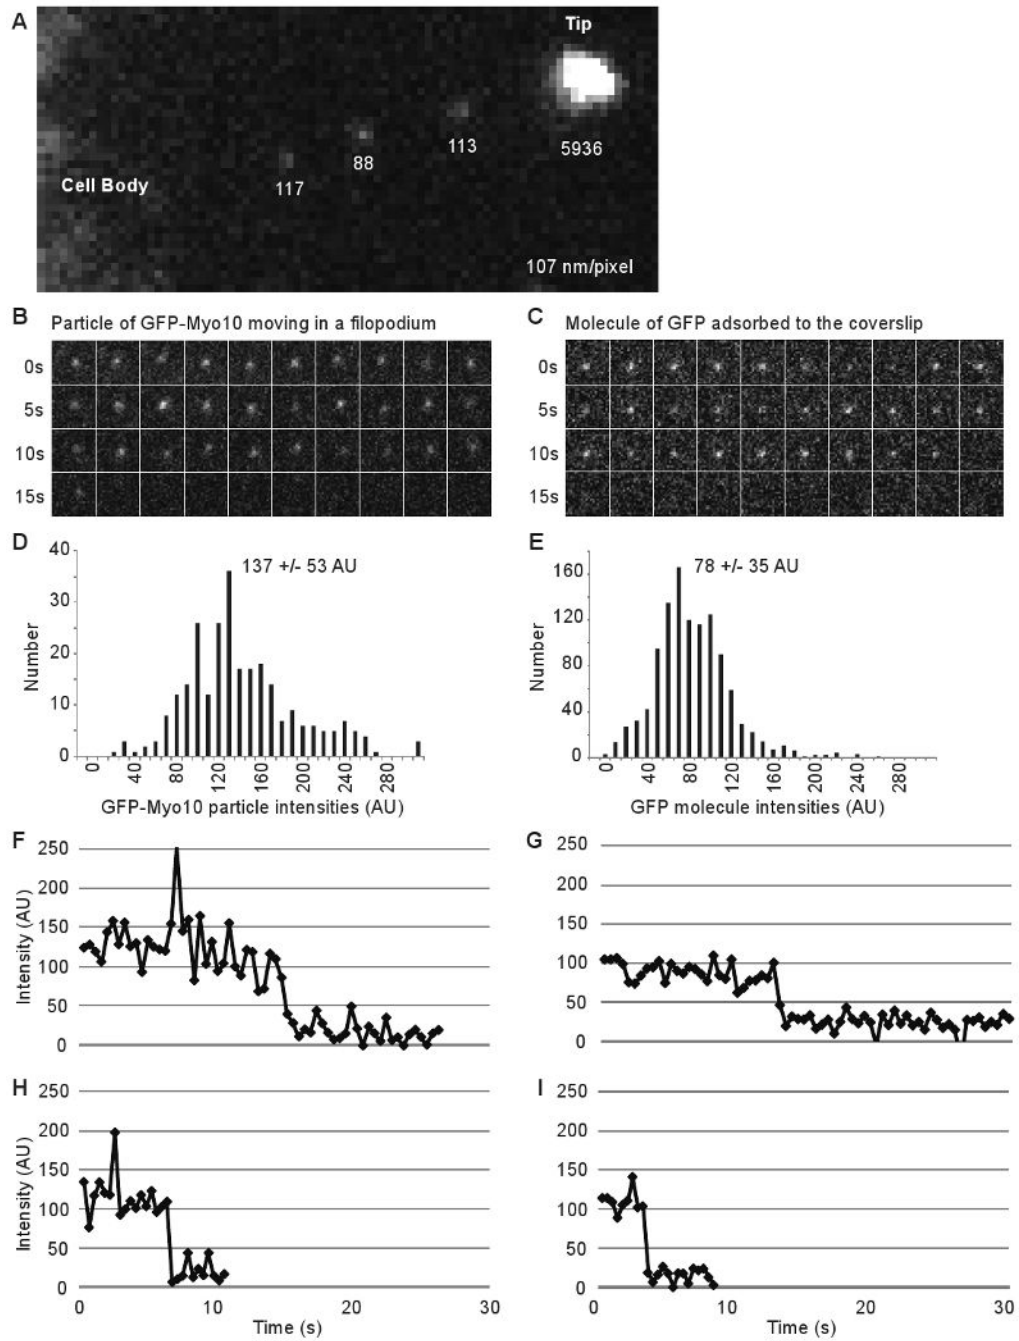 A
Tip
5936
113
88
117
Cell Body
107 nm/pixel
B Particle of GFP-Myo10 moving in a filopodium
0s
5s
10s
15s
C Molecule of GFP adsorbed to the coverslip
0s
5s
10s
15s
D
137 +/- 53 AU
Number
40
30
20
10
0
0 40 80 120 160 200 240 280
GFP-Myo10 particle intensities (AU)
E
78 +/- 35 AU
Number
160
120
80
40
0
0 40 80 120 160 200 240 280
GFP molecule intensities (AU)
F
Intensity (AU)
250
200
150
100
50
0
G
250
200
150
100
50
0
H
Intensity (AU)
250
200
150
100
50
0
0 10 20 30
Time (s)
I
250
200
150
100
50
0
0 10 20 30
Time (s)